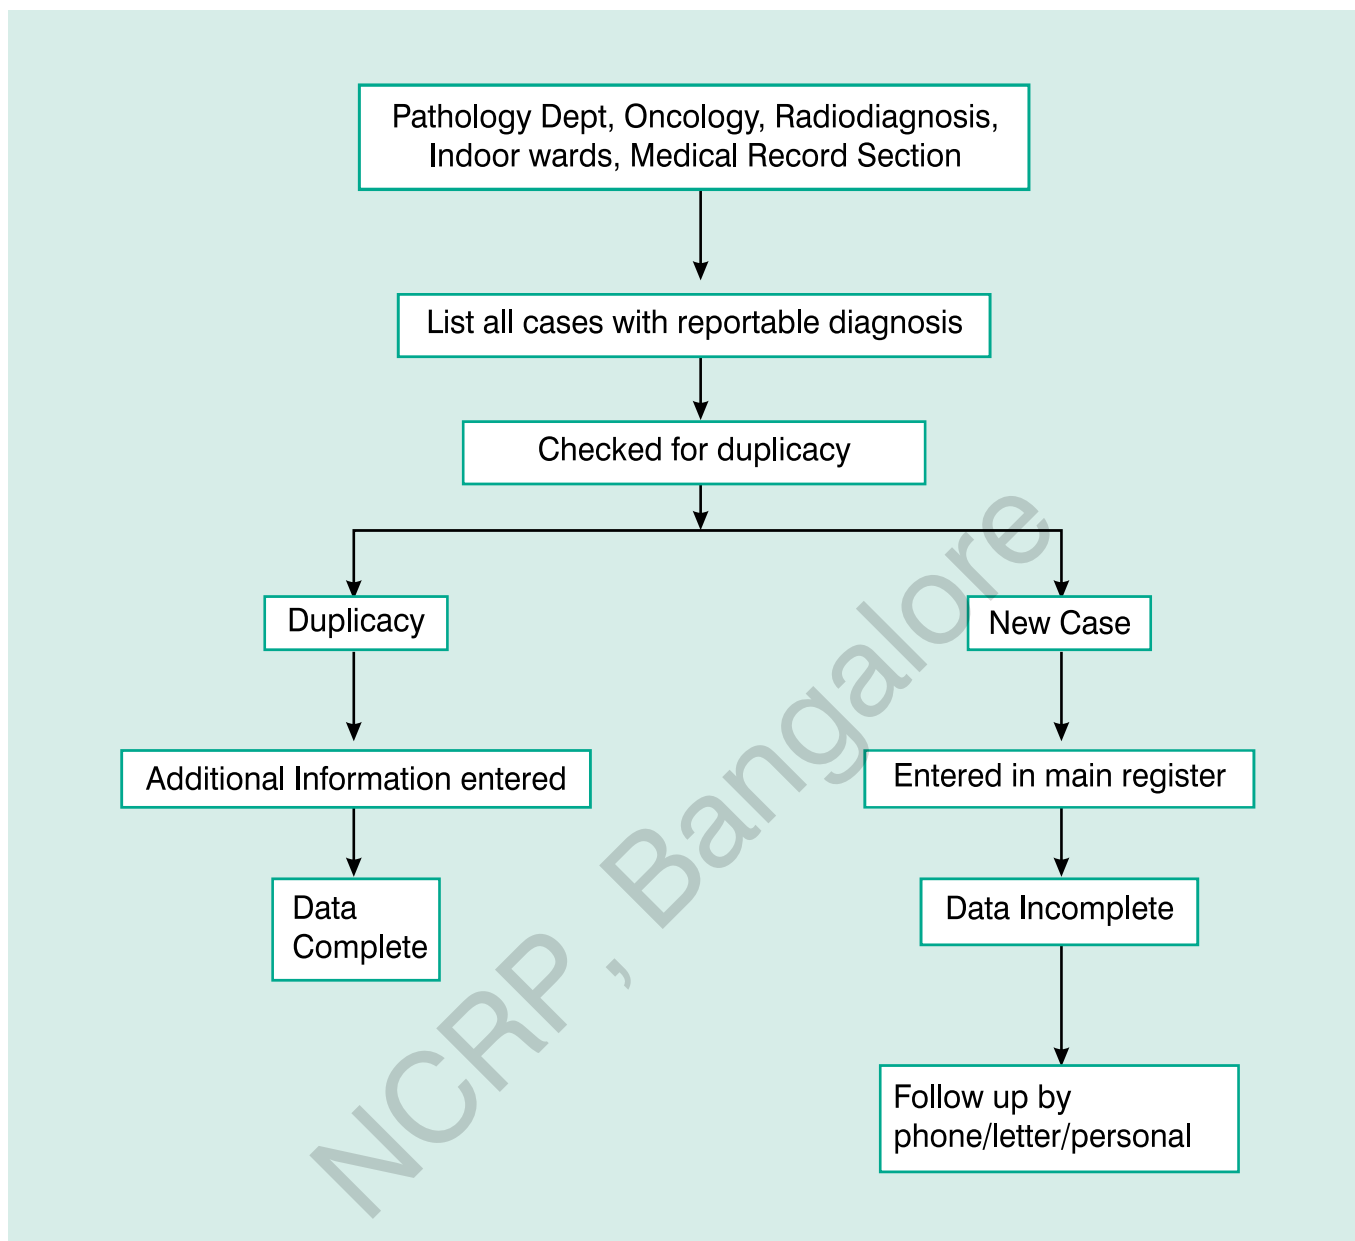 Pathology Dept, Oncology, Radiodiagnosis,
Indoor wards, Medical Record Section
List all cases with reportable diagnosis
Checked for duplicacy
Duplicacy
New Case
Additional Information entered
Entered in main register
Data
Complete
Data Incomplete
Follow up by
phone/letter/personal
NCRP, Bangalore